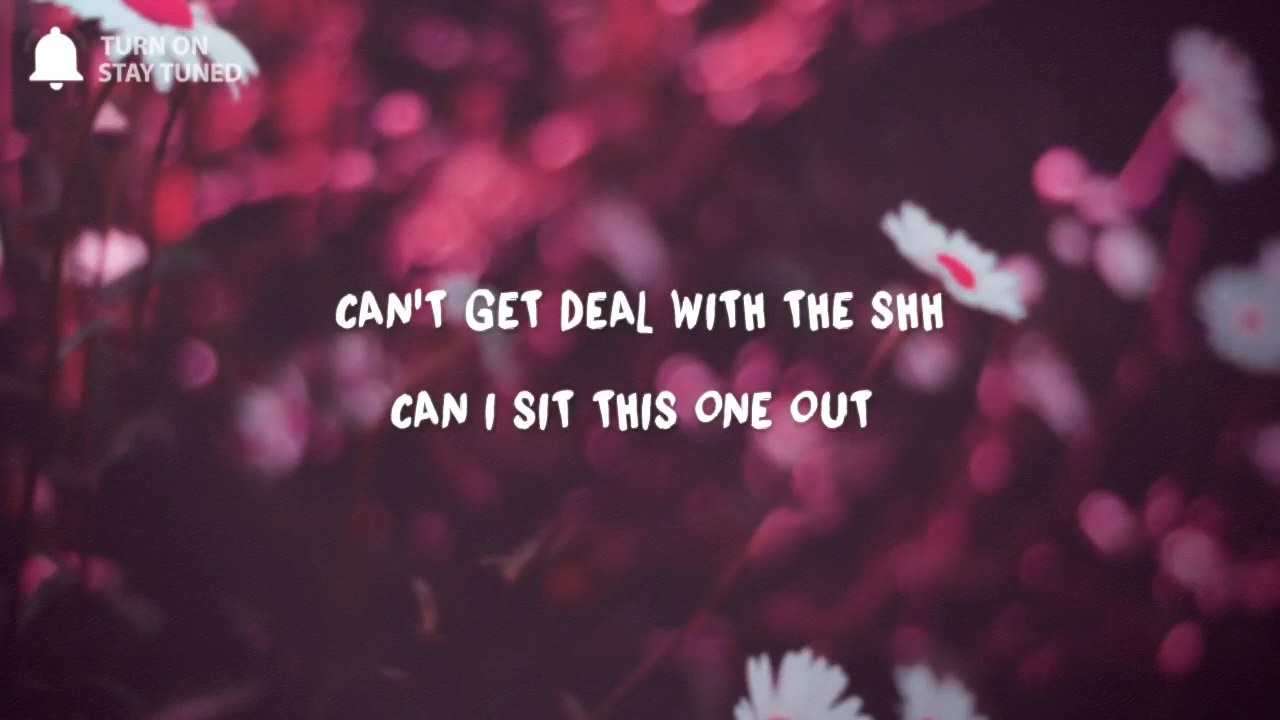 TURN ON
STAY TUNED
CAN'T GET DEAL WITH THE SHH
CAN I SIT THIS ONE OUT